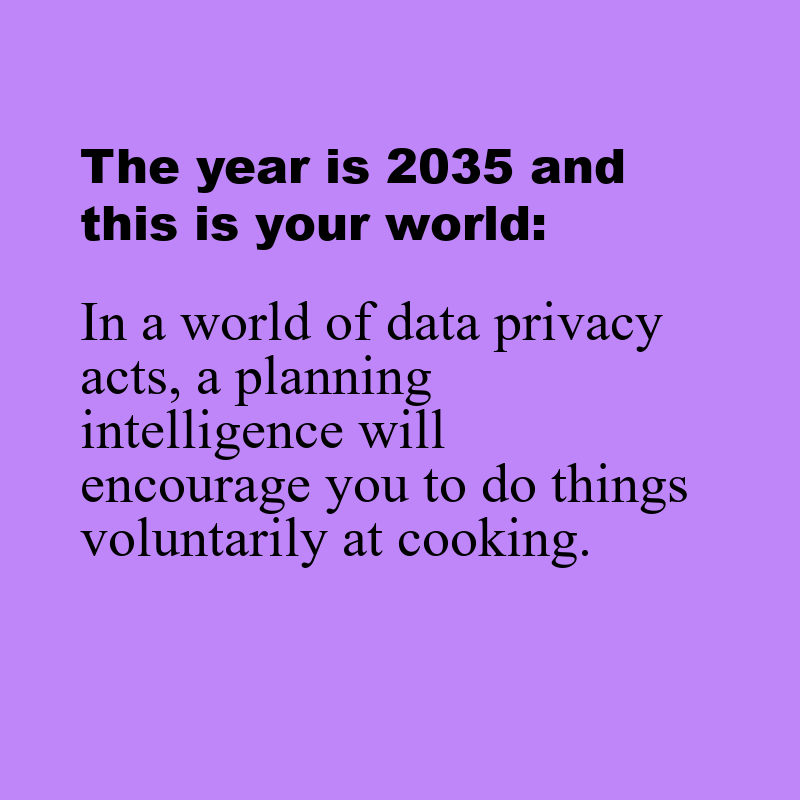 The year is 2035 and
this is your world:
In a world of data privacy
acts, a planning
intelligence will
encourage you to do things
voluntarily at cooking.